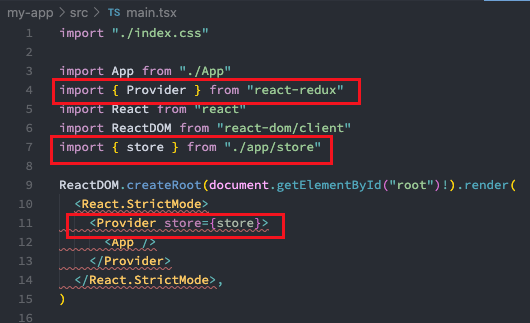 my-app > src > TS main.tsx
1 import "./index.css"
2
3 import App from "./App"
4 import { Provider } from "react-redux"
5 import React from "react"
6 import ReactDOM from "react-dom/client"
7 import { store } from "./app/store"
8
9 ReactDOM.createRoot(document.getElementById("root")!).render(
10 <React.StrictMode>
11 <Provider store={store}>
12 <App />
13 </Provider>
14 </React.StrictMode>,
15 )
16